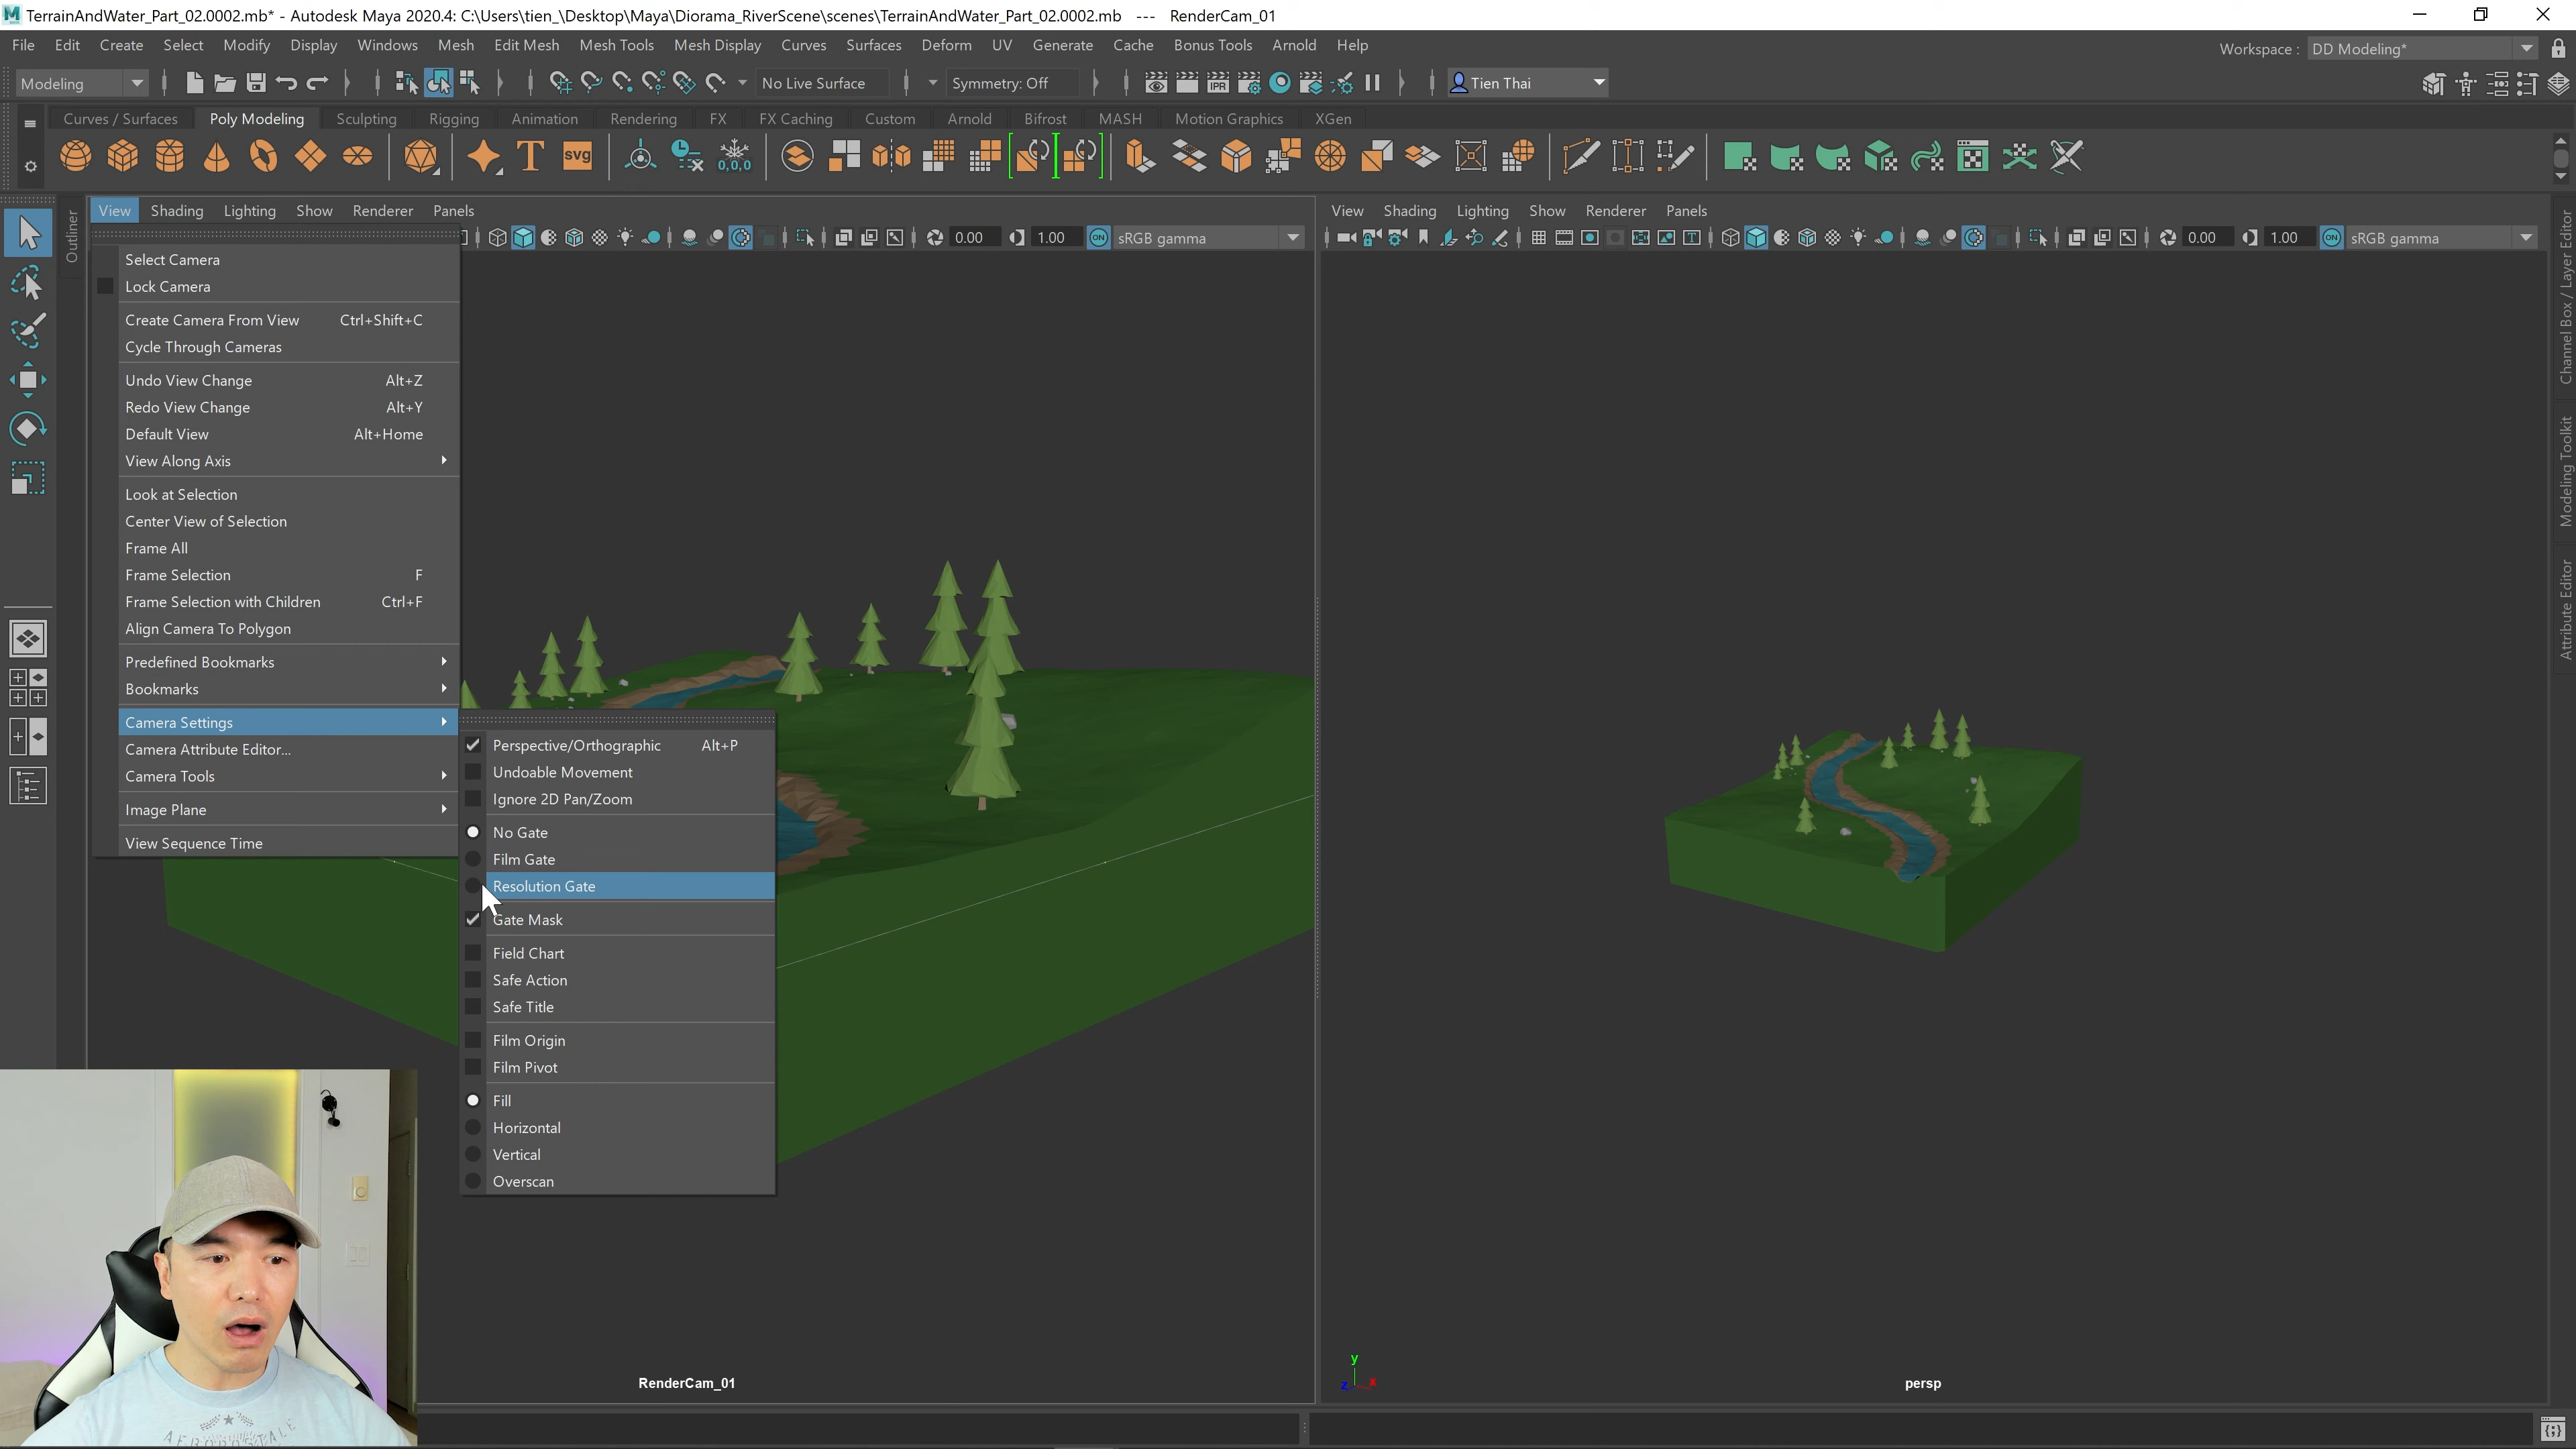 TerrainAndWater_Part_02.0002.mb* - Autodesk Maya 2020.4: C:\Users\tien_\Desktop\Maya\Diorama_RiverScene\scenes\TerrainAndWater_Part_02.0002.mb --- RenderCam_01
File Edit Create Select Modify Display Windows Mesh Edit Mesh Mesh Tools Mesh Display Curves Surfaces Deform UV Generate Cache Bonus Tools Arnold Help
Workspace : DD Modeling*
Modeling No Live Surface Symmetry: Off IPR Tien Thai
Curves / Surfaces Poly Modeling Sculpting Rigging Animation Rendering FX FX Caching Custom Arnold Bifrost MASH Motion Graphics XGen
T svg 0,0,0
Outliner
View Shading Lighting Show Renderer Panels
0.00 1.00 ON sRGB gamma
Select Camera
Lock Camera
Create Camera From View Ctrl+Shift+C
Cycle Through Cameras
Undo View Change Alt+Z
Redo View Change Alt+Y
Default View Alt+Home
View Along Axis
Look at Selection
Center View of Selection
Frame All
Frame Selection F
Frame Selection with Children Ctrl+F
Align Camera To Polygon
Predefined Bookmarks
Bookmarks
Camera Settings
Camera Attribute Editor...
Camera Tools
Image Plane
View Sequence Time
Perspective/Orthographic Alt+P
Undoable Movement
Ignore 2D Pan/Zoom
No Gate
Film Gate
Resolution Gate
Gate Mask
Field Chart
Safe Action
Safe Title
Film Origin
Film Pivot
Fill
Horizontal
Vertical
Overscan
RenderCam_01
View Shading Lighting Show Renderer Panels
0.00 1.00 ON sRGB gamma
y
z x
persp
Channel Box / Layer Editor
Modeling Toolkit
Attribute Editor